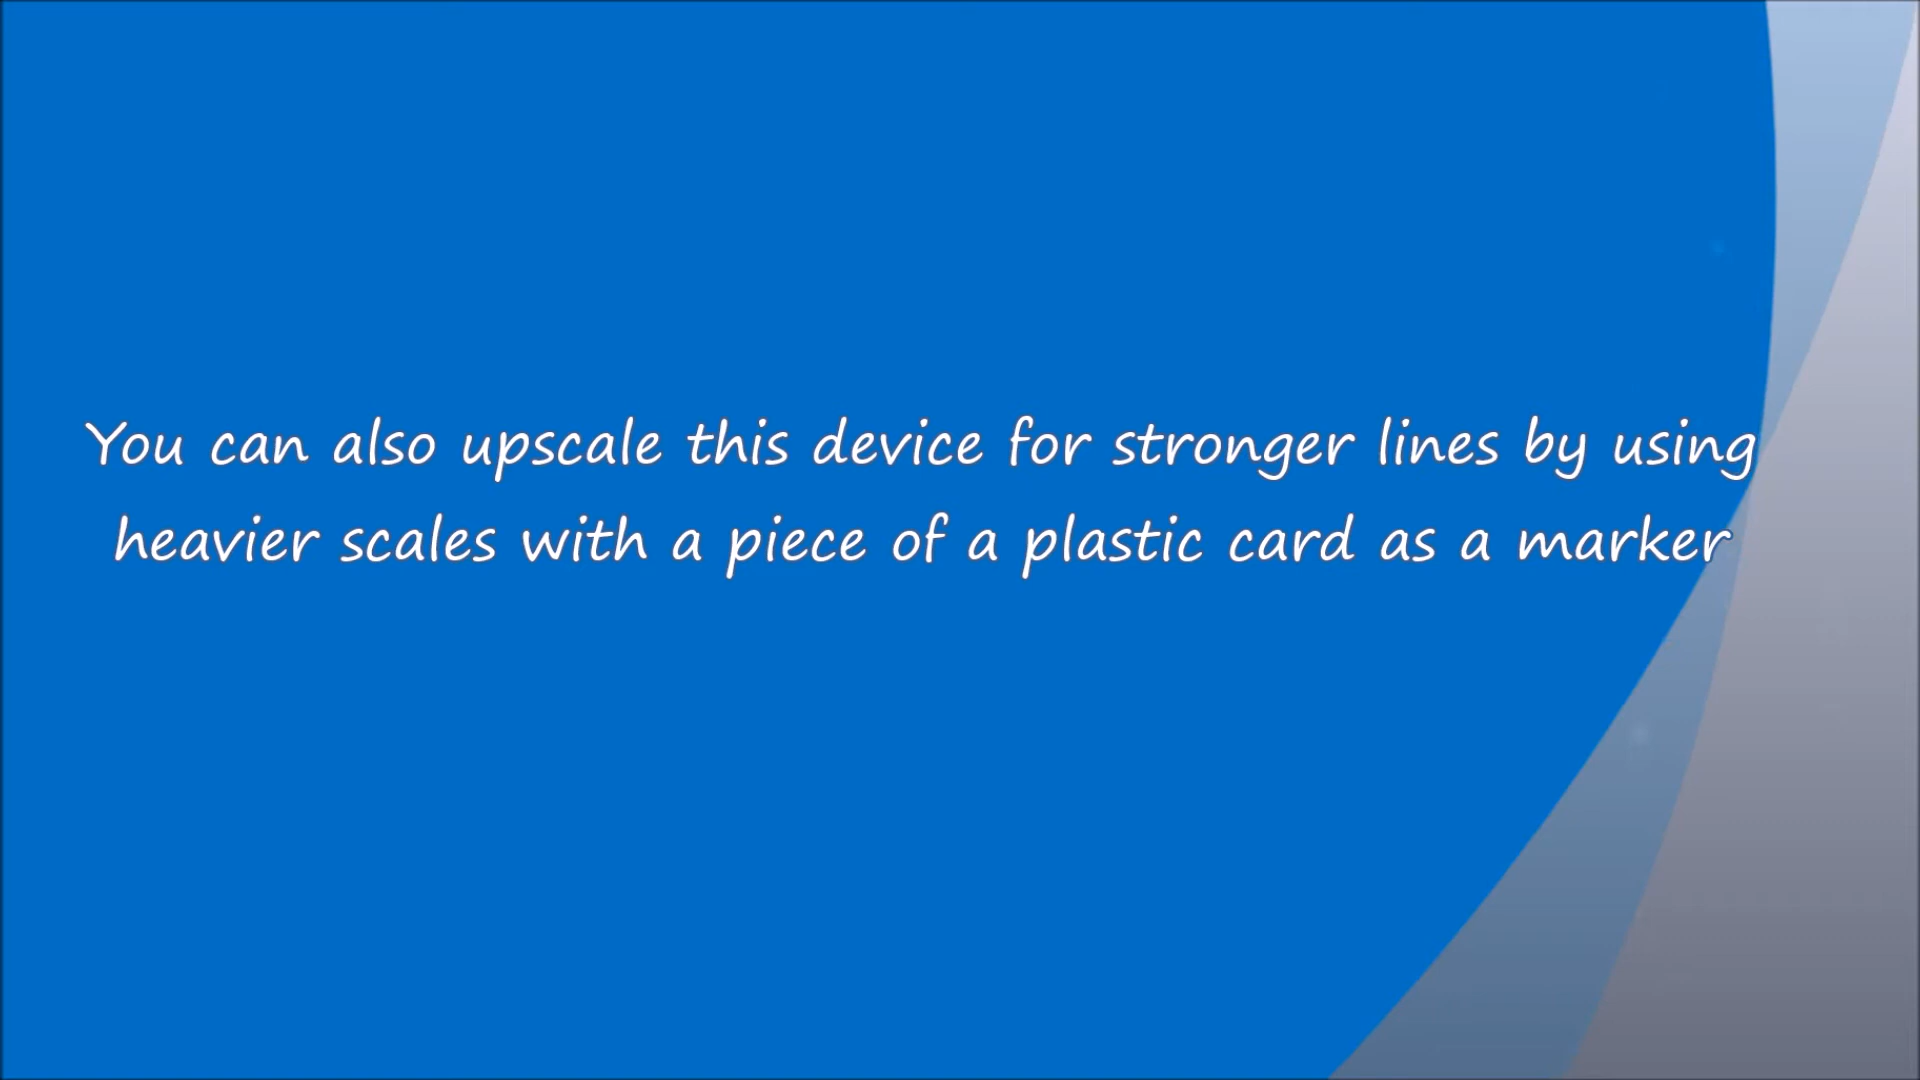 You can also upscale this device for stronger lines by using
heavier scales with a piece of a plastic card as a marker